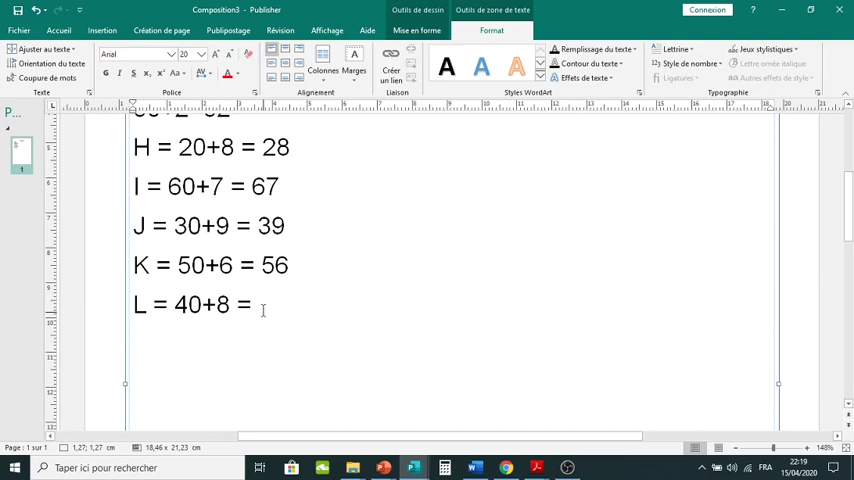 Composition3 - Publisher
Outils de dessin
Outils de zone de texte
Connexion
Fichier
Accueil
Insertion
Création de page
Publipostage
Révision
Affichage
Aide
Mise en forme
Format
Ajuster au texte
Orientation du texte
Coupure de mots
Texte
Arial
20
G I S x₂ x² Aa A A
Police
Colonnes
Marges
Alignement
Créer
un lien
Liaison
A A A
Remplissage du texte
Contour du texte
Effets de texte
Styles WordArt
Lettrine
Style de nombre
Ligatures
Jeux stylistiques
Lettre ornée italique
Autres effets de style
Typographie
P...
1
H = 20+8 = 28
I = 60+7 = 67
J = 30+9 = 39
K = 50+6 = 56
L = 40+8 =
Page : 1 sur 1
1,27; 1,27 cm
18,46 x 21,23 cm
148%
Taper ici pour rechercher
FRA
22:19
15/04/2020